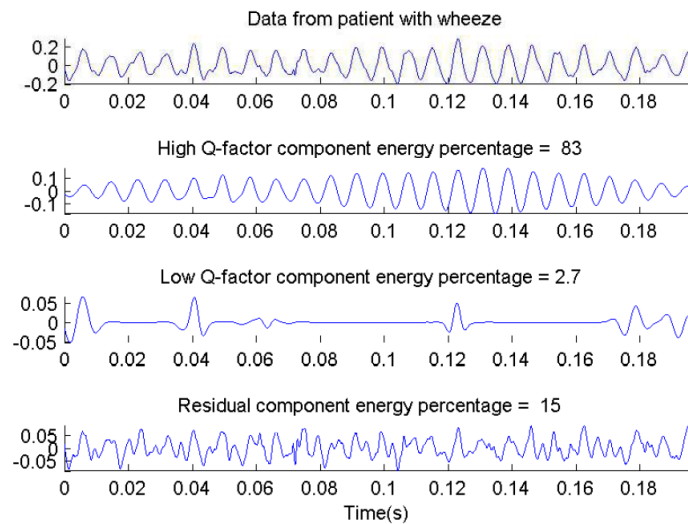 Data from patient with wheeze
0.2
0
-0.2
0 0.02 0.04 0.06 0.08 0.1 0.12 0.14 0.16 0.18
High Q-factor component energy percentage = 83
0.1
-0.1
0 0.02 0.04 0.06 0.08 0.1 0.12 0.14 0.16 0.18
Low Q-factor component energy percentage = 2.7
0.05
0
-0.05
0 0.02 0.04 0.06 0.08 0.1 0.12 0.14 0.16 0.18
Residual component energy percentage = 15
0.05
-0.05
0 0.02 0.04 0.06 0.08 0.1 0.12 0.14 0.16 0.18
Time(s)